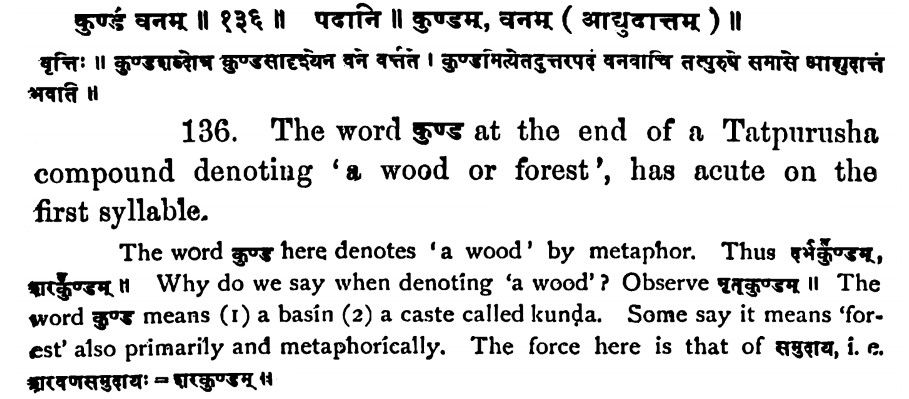 कुण्डं वनम् ॥ १३६ ॥ पदानि ॥ कुण्डम्, वनम् ( आद्युदात्तम् ) ॥
वृत्तिः ॥ कुण्डशब्दोत्र कुण्डसादृश्येन वने वर्त्तते । कुण्डमित्येतदुत्तरपदं वनवाचि तत्पुरुषे समासे आद्युदात्तं
भवति ॥
136. The word कुण्ड at the end of a Tatpurusha
compound denoting ‘a wood or forest’, has acute on the
first syllable.
The word कुण्ड here denotes ‘a wood’ by metaphor. Thus दर्भकुँण्डम्,
शरकुँण्डम् ॥ Why do we say when denoting ‘a wood’? Observe मृत्कुण्डम् ॥ The
word कुण्ड means (1) a basin (2) a caste called kuṇḍa. Some say it means ‘for-
est’ also primarily and metaphorically. The force here is that of समुदाय, i. e.
शरवणसमुदायः = शरकुण्डम् ॥